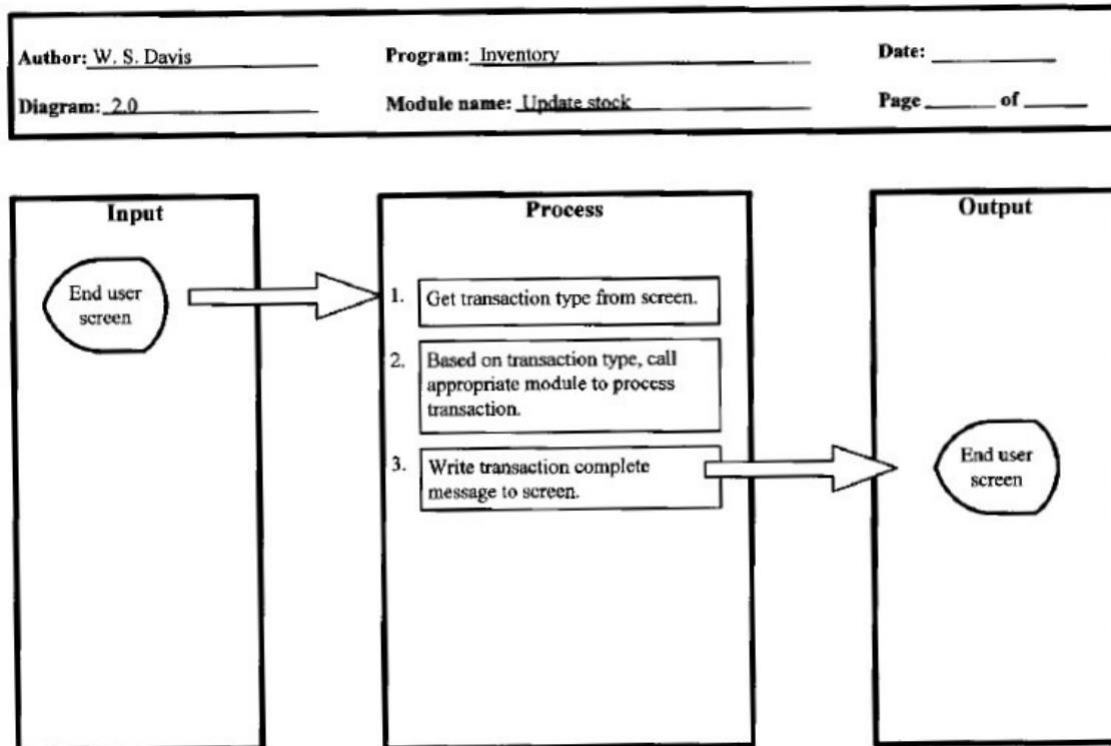 Author: W. S. Davis Program: Inventory Date:
Diagram: 2.0 Module name: Update stock Page of
Input
End user
screen
Process
1. Get transaction type from screen.
2. Based on transaction type, call
appropriate module to process
transaction.
3. Write transaction complete
message to screen.
Output
End user
screen